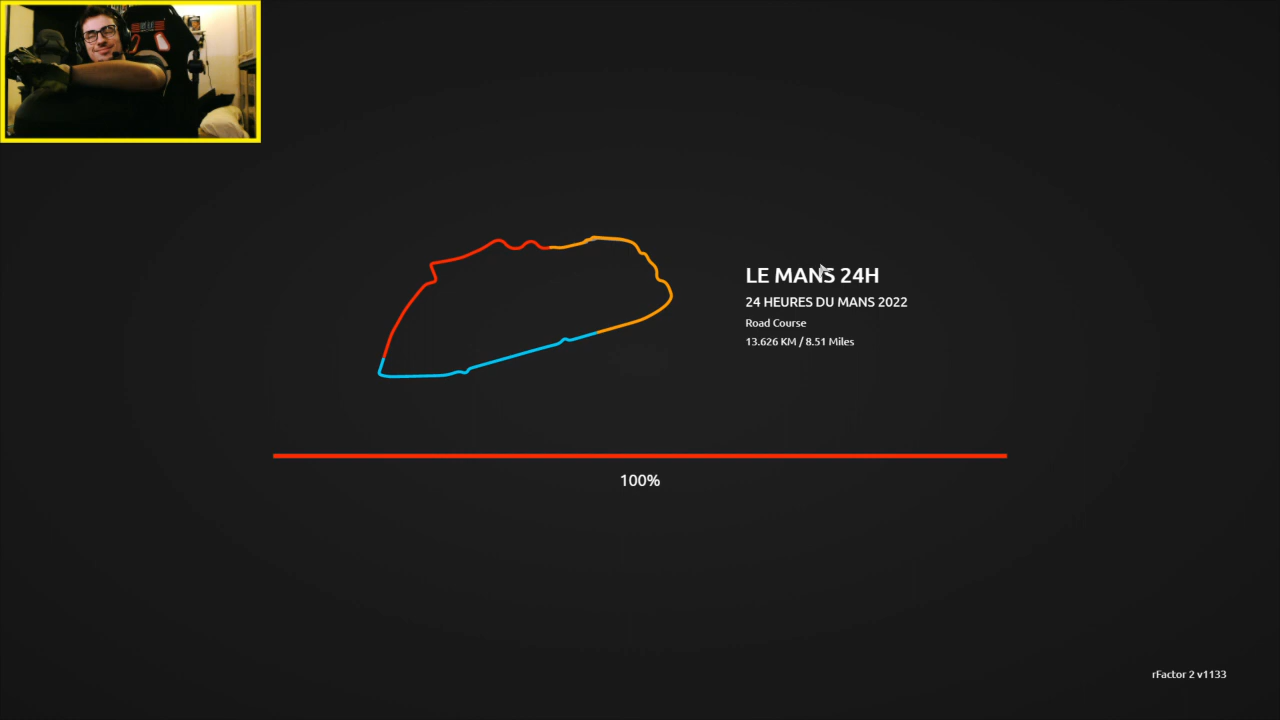 LE MANS 24H
24 HEURES DU MANS 2022
Road Course
13.626 KM / 8.51 Miles
100%
rFactor 2 v1133